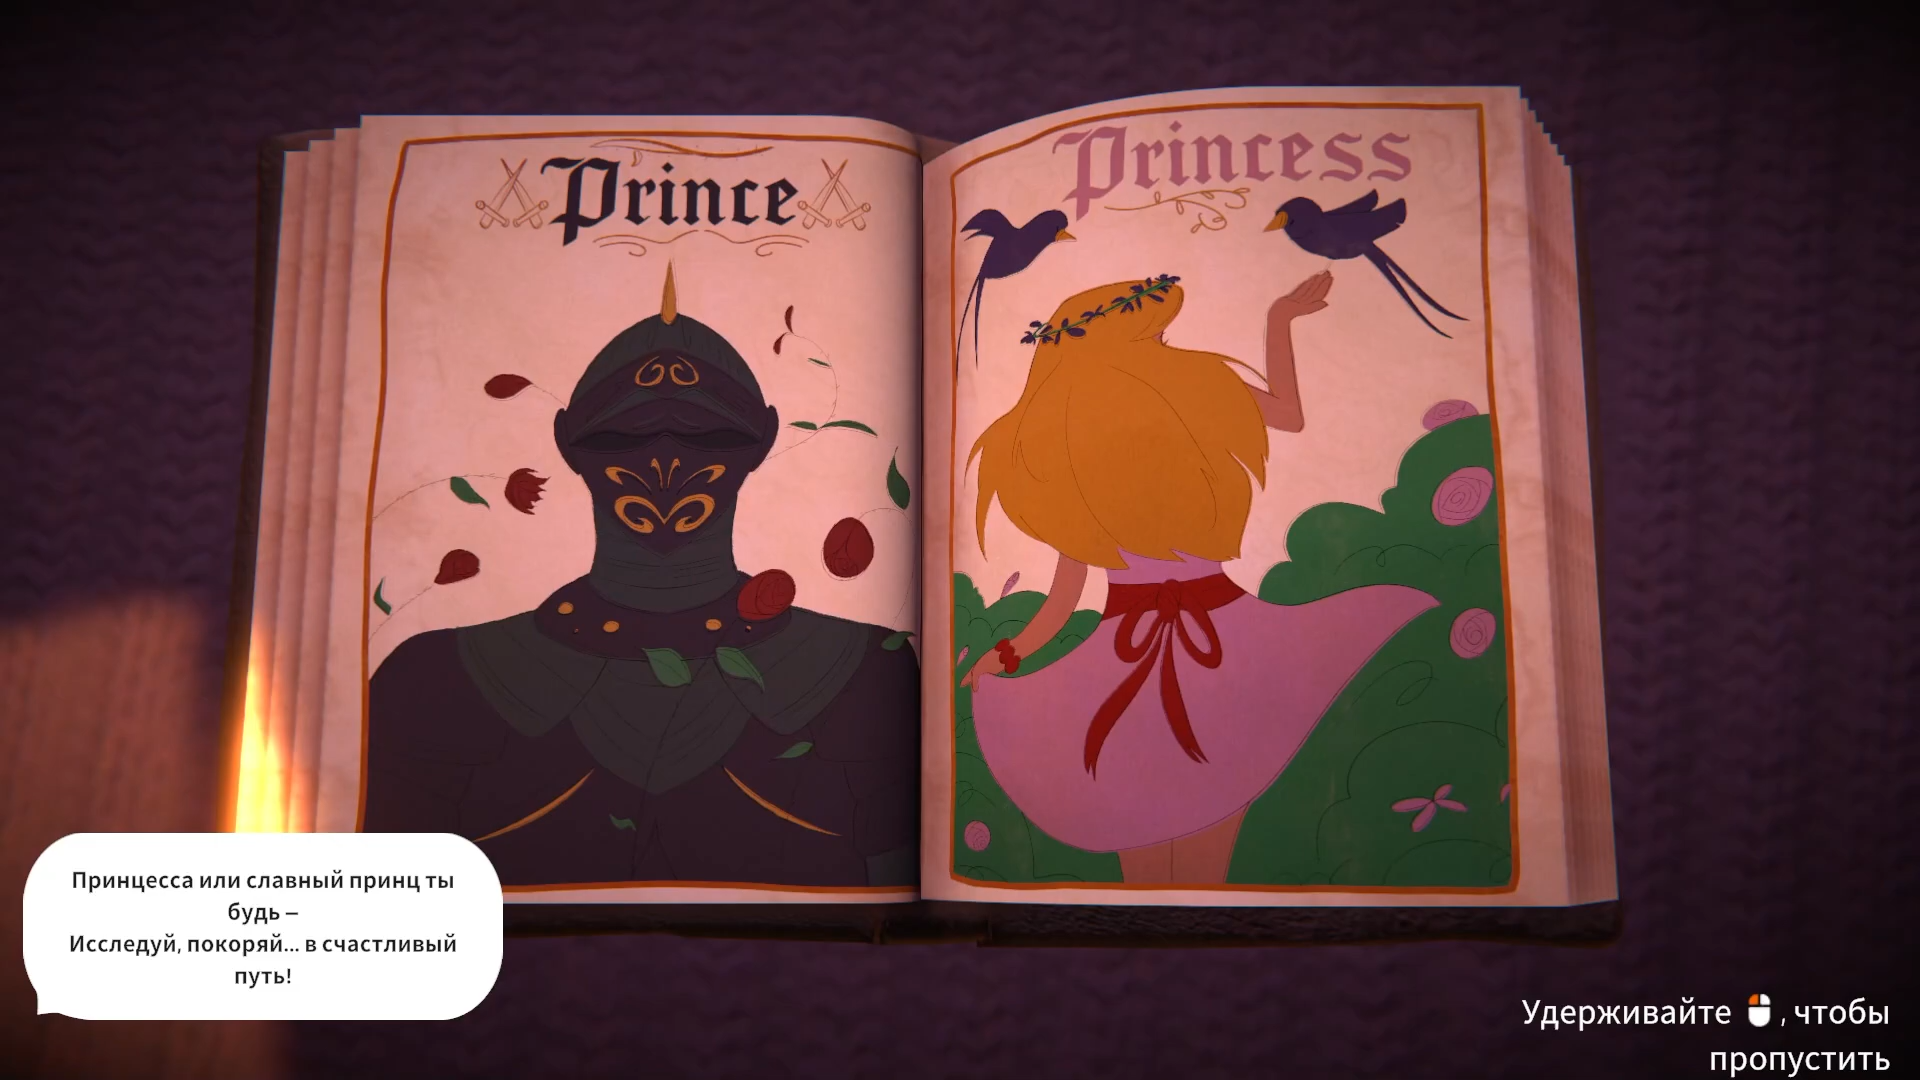 Prince
Princess
Принцесса или славный принц ты
будь –
Исследуй, покоряй... в счастливый
путь!
Удерживайте , чтобы
пропустить